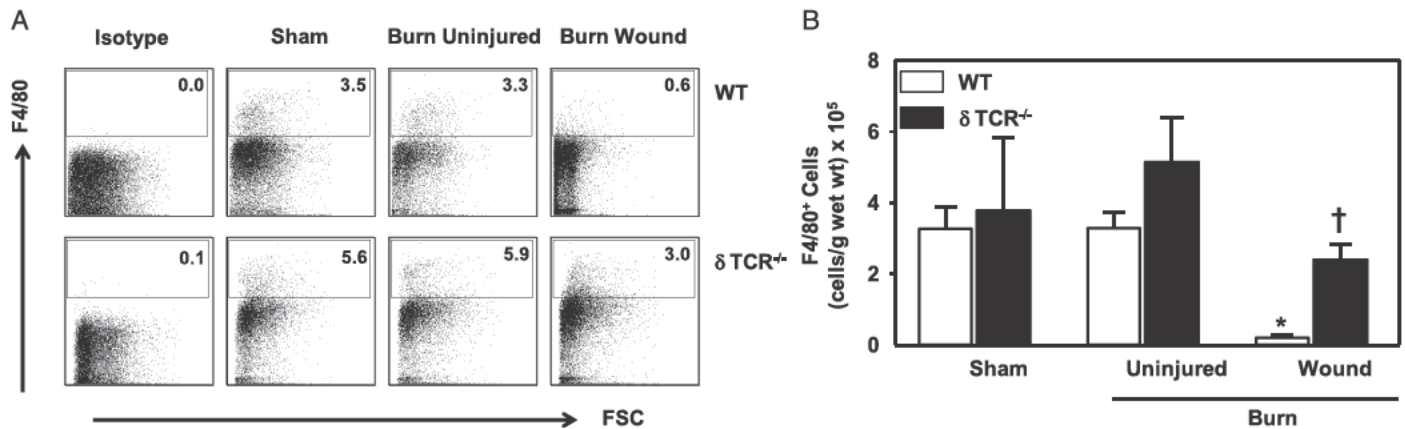 A
Isotype
Sham
Burn Uninjured
Burn Wound
F4/80
0.0
3.5
3.3
0.6
WT
0.1
5.6
5.9
3.0
δ TCR-/-
FSC
B
F4/80+ Cells
(cells/g wet wt) x 10⁵
8
6
4
2
0
WT
δ TCR-/-
*
†
Sham
Uninjured
Wound
Burn